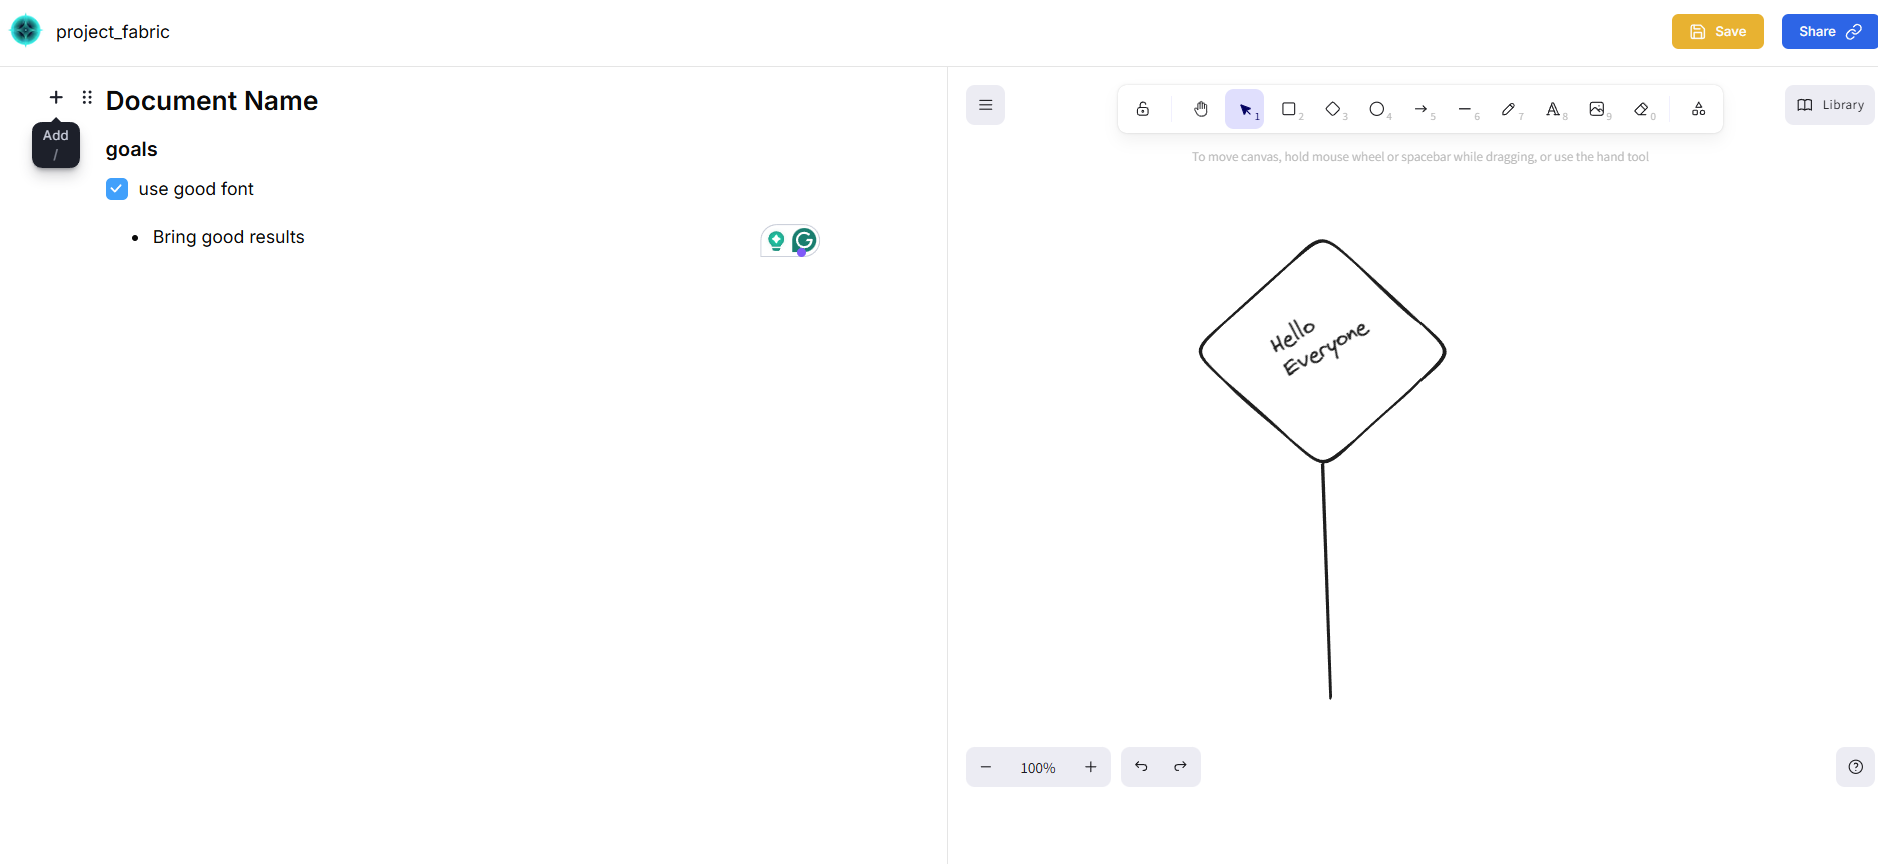 project_fabric
Save
Share
Document Name
Add
/
goals
use good font
Bring good results
1
2
3
4
5
6
7
A
8
9
0
Library
To move canvas, hold mouse wheel or spacebar while dragging, or use the hand tool
Hello
Everyone
100%